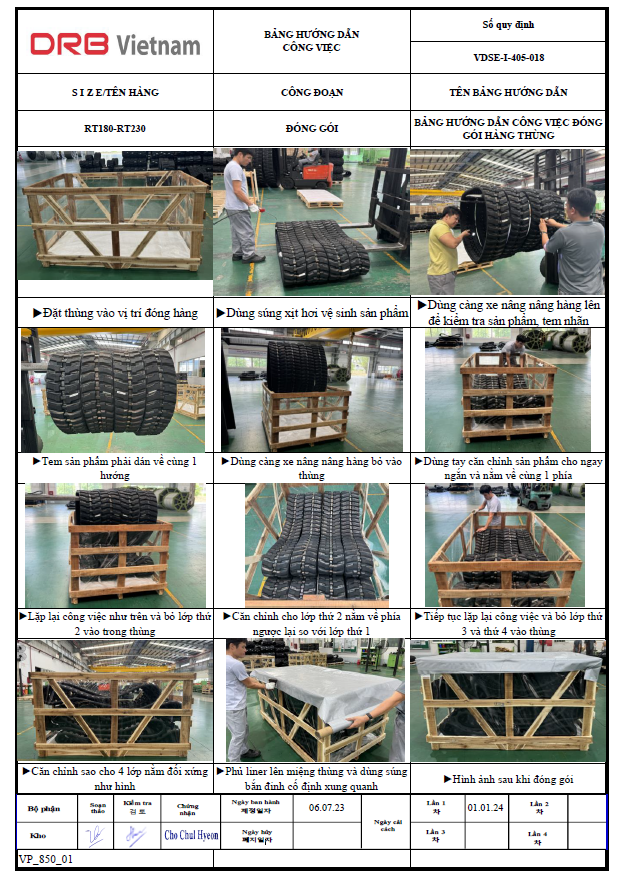 DRB Vietnam
BẢNG HƯỚNG DẪN
CÔNG VIỆC
Số quy định
VDSE-I-405-018
S I Z E/TÊN HÀNG
CÔNG ĐOẠN
TÊN BẢNG HƯỚNG DẪN
RT180-RT230
ĐÓNG GÓI
BẢNG HƯỚNG DẪN CÔNG VIỆC ĐÓNG
GÓI HÀNG THÙNG
▶Đặt thùng vào vị trí đóng hàng
▶Dùng súng xịt hơi vệ sinh sản phẩm
▶Dùng càng xe nâng nâng hàng lên
để kiểm tra sản phẩm, tem nhãn
▶Tem sản phẩm phải dán về cùng 1
hướng
▶Dùng càng xe nâng nâng hàng bỏ vào
thùng
▶Dùng tay căn chỉnh sản phẩm cho ngay
ngắn và nằm về cùng 1 phía
▶Lặp lại công việc như trên và bỏ lớp thứ
2 vào trong thùng
▶Căn chỉnh cho lớp thứ 2 nằm về phía
ngược lại so với lớp thứ 1
▶Tiếp tục lặp lại công việc và bỏ lớp thứ
3 và thứ 4 vào thùng
▶Căn chỉnh sao cho 4 lớp nằm đối xứng
như hình
▶Phủ liner lên miệng thùng và dùng súng
bắn đinh cố định xung quanh
▶Hình ảnh sau khi đóng gói
Bộ phận
Soạn
thảo
Kiểm tra
검 토
Chứng
nhận
Ngày ban hành
제정일자
06.07.23
Ngày cải
cách
Lần 1
차
01.01.24
Lần 2
차
Kho
Cho Chul Hyeon
Ngày hủy
폐지일자
Lần 3
차
Lần 4
차
VP_850_01